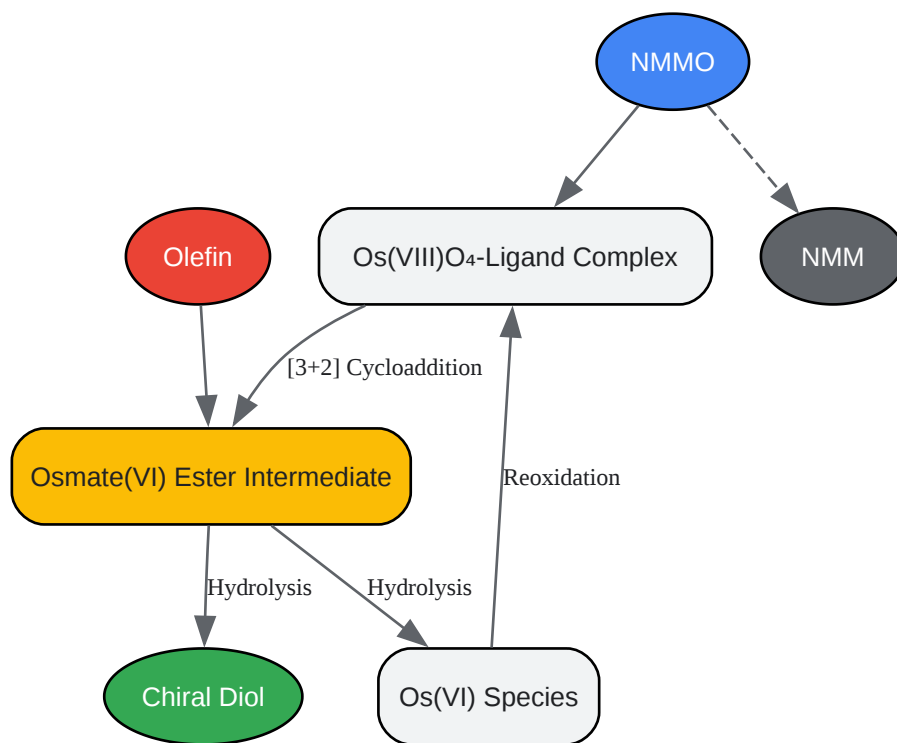 NMMO
Olefin
Os(VIII)O₄-Ligand Complex
NMM
[3+2] Cycloaddition
Osmate(VI) Ester Intermediate
Reoxidation
Hydrolysis
Hydrolysis
Chiral Diol
Os(VI) Species